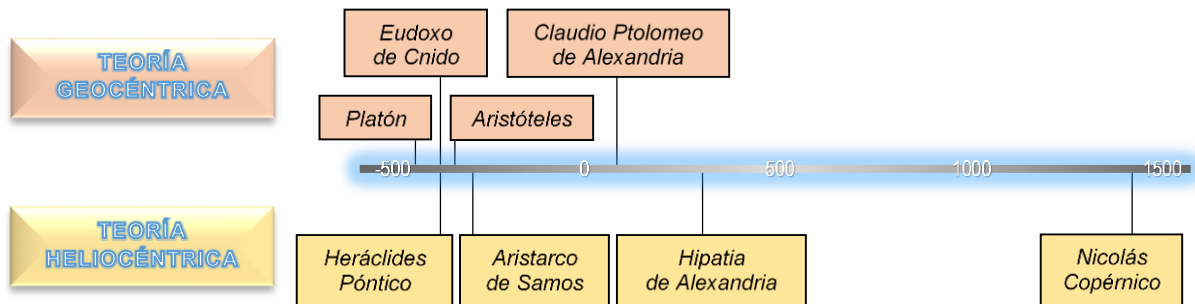 TEORÍA
GEOCÉNTRICA
Eudoxo
de Cnido
Claudio Ptolomeo
de Alexandria
Platón
Aristóteles
-500
0
500
1000
1500
TEORÍA
HELIOCÉNTRICA
Heráclides
Póntico
Aristarco
de Samos
Hipatia
de Alexandria
Nicolás
Copérnico